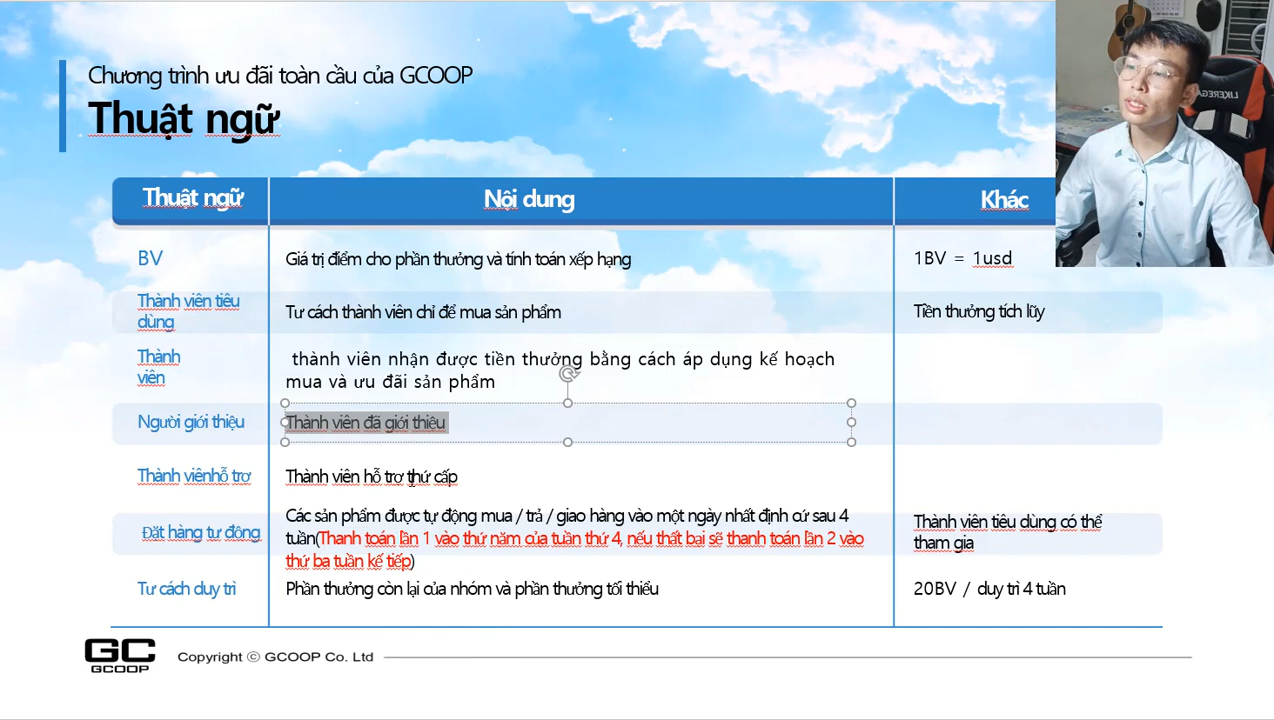 Chương trình ưu đãi toàn cầu của GCOOP
Thuật ngữ
Thuật ngữ
Nội dung
Khác
BV
Giá trị điểm cho phần thưởng và tính toán xếp hạng
1BV = 1usd
Thành viên tiêu
dùng
Tư cách thành viên chỉ để mua sản phẩm
Tiền thưởng tích lũy
Thành
viên
thành viên nhận được tiền thưởng bằng cách áp dụng kế hoạch
mua và ưu đãi sản phẩm
Người giới thiệu
Thành viên đã giới thiệu
Thành viênhỗ trợ
Thành viên hỗ trợ thứ cấp
Đặt hàng tự động
Các sản phẩm được tự động mua / trả / giao hàng vào một ngày nhất định cứ sau 4
tuần(Thanh toán lần 1 vào thứ năm của tuần thứ 4, nếu thất bại sẽ thanh toán lần 2 vào
thứ ba tuần kế tiếp)
Thành viên tiêu dùng có thể
tham gia
Tư cách duy trì
Phần thưởng còn lại của nhóm và phần thưởng tối thiểu
20BV / duy trì 4 tuần
GC
GCOOP
Copyright © GCOOP Co. Ltd
LIKEREGAL